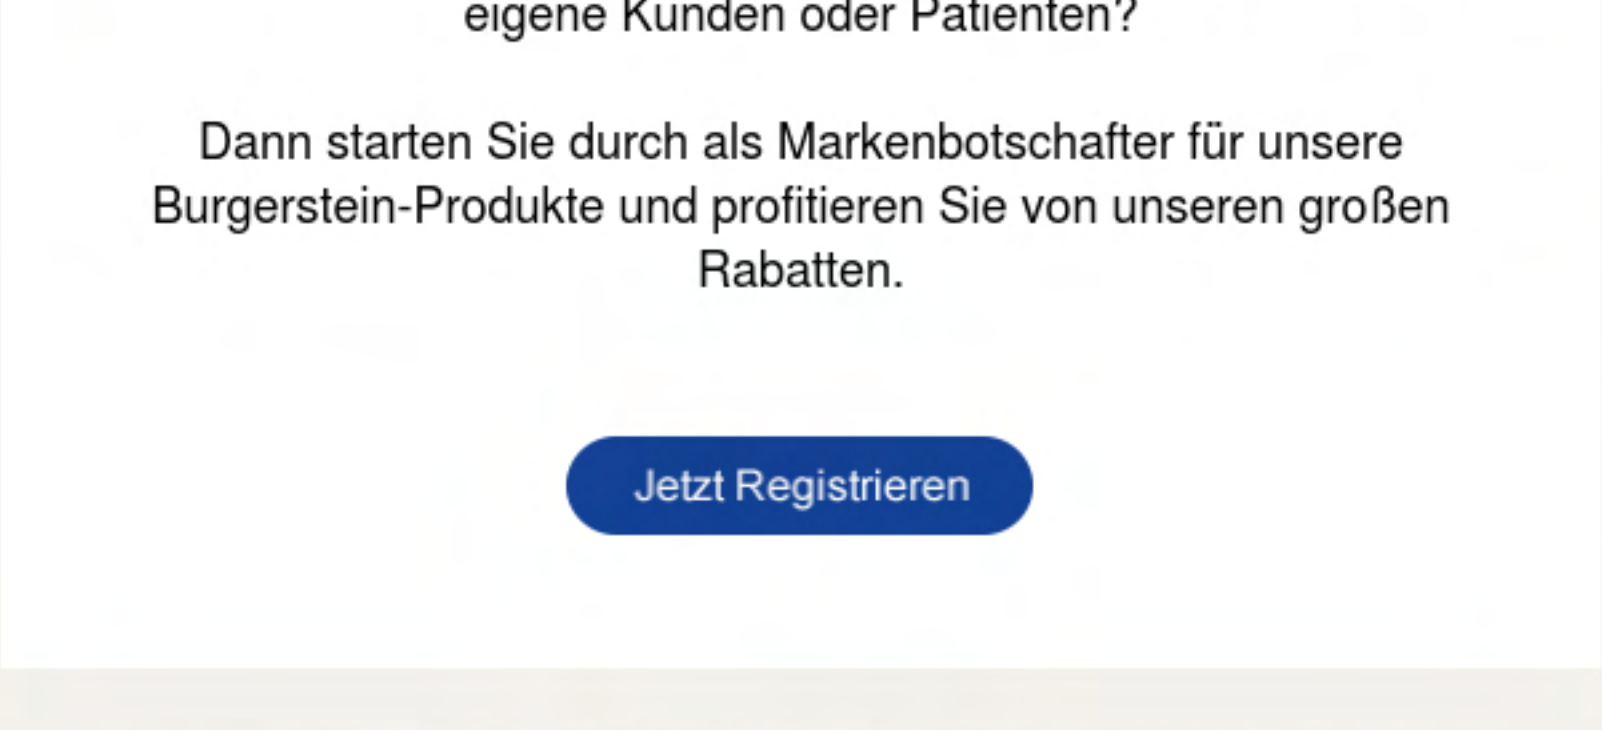 eigene Kunden oder Patienten?
Dann starten Sie durch als Markenbotschafter für unsere
Burgerstein-Produkte und profitieren Sie von unseren großen
Rabatten.
Jetzt Registrieren